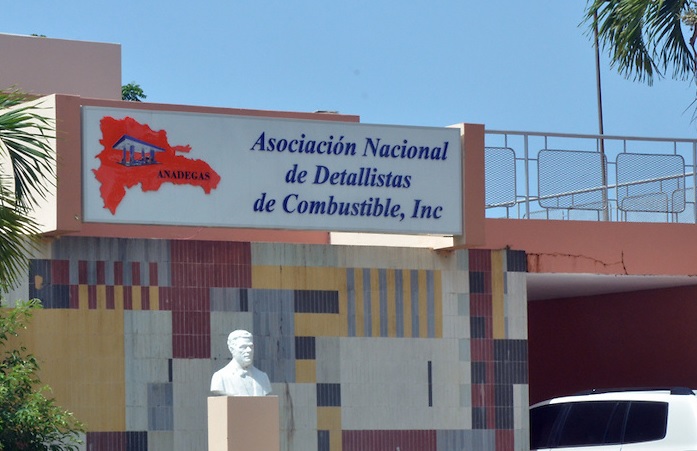 ANADEGAS
Asociación Nacional
de Detallistas
de Combustible, Inc